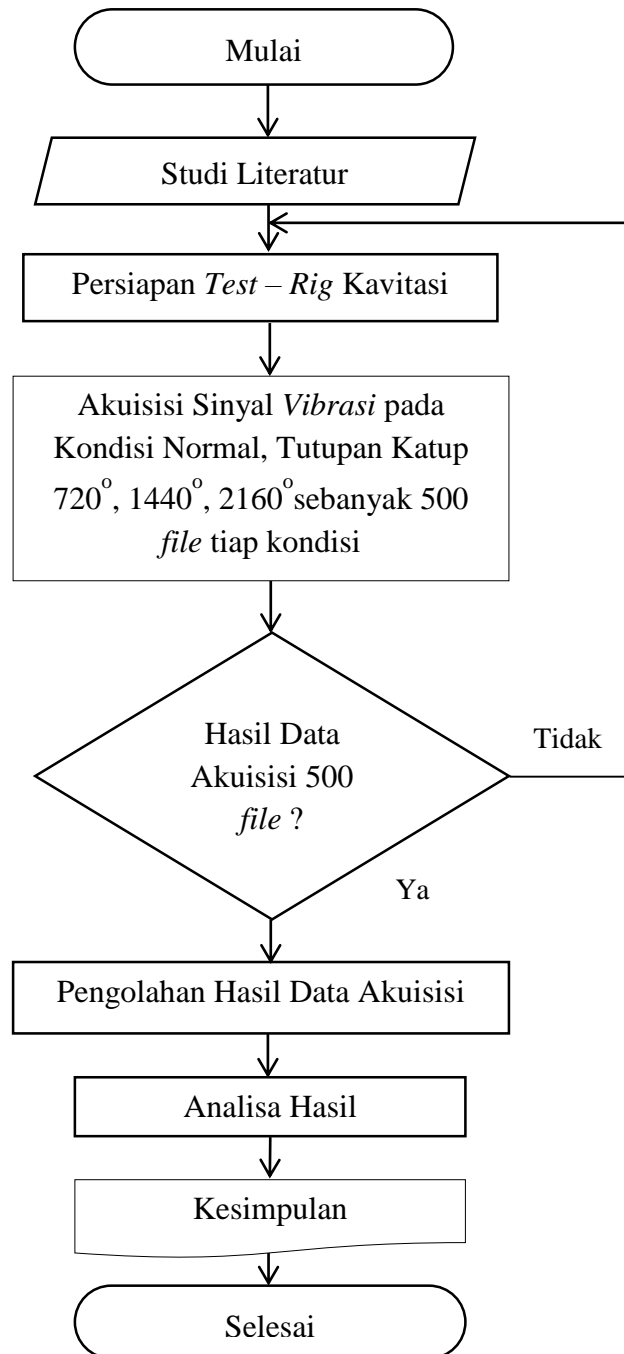 Mulai
Studi Literatur
Persiapan Test – Rig Kavitasi
Akuisisi Sinyal Vibrasi pada
Kondisi Normal, Tutupan Katup
720°, 1440°, 2160°sebanyak 500
file tiap kondisi
Hasil Data
Akuisisi 500
file ?
Tidak
Ya
Pengolahan Hasil Data Akuisisi
Analisa Hasil
Kesimpulan
Selesai